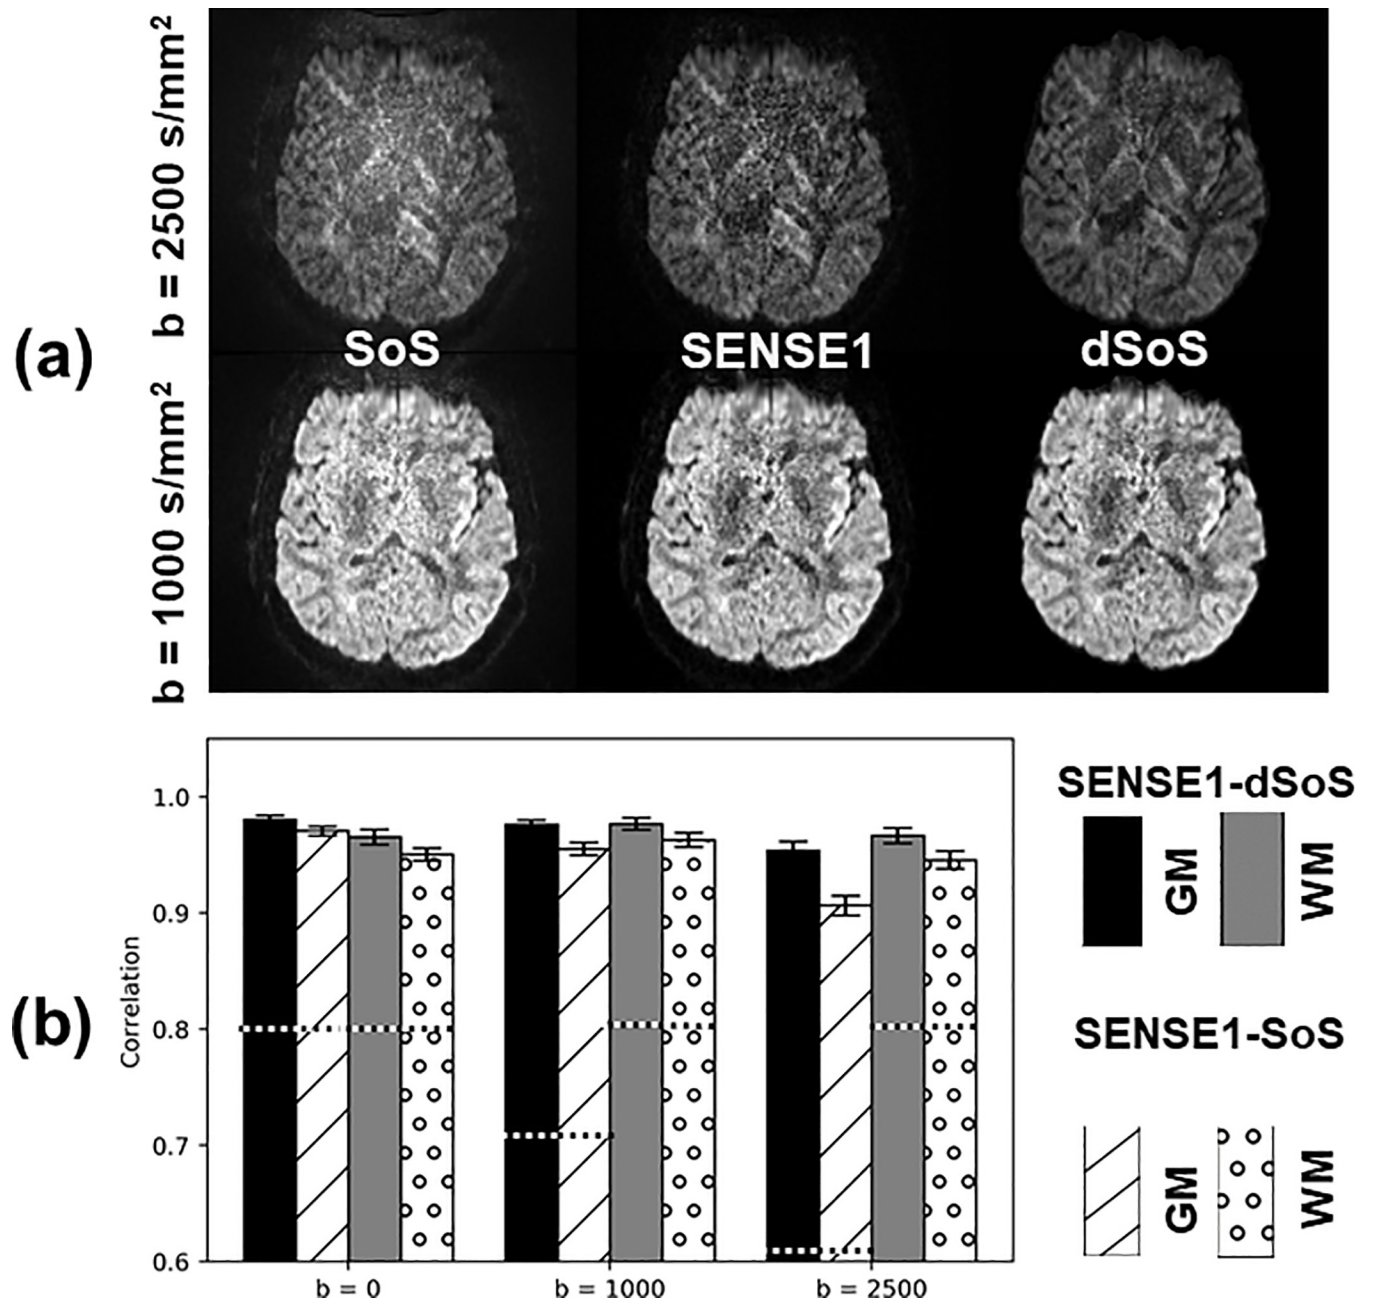 (a)
b = 2500 s/mm²
b = 1000 s/mm²
SoS
SENSE1
dSoS
(b)
Correlation
1.0
0.9
0.8
0.7
0.6
b = 0
b = 1000
b = 2500
SENSE1-dSoS
GM
WM
SENSE1-SoS
GM
WM